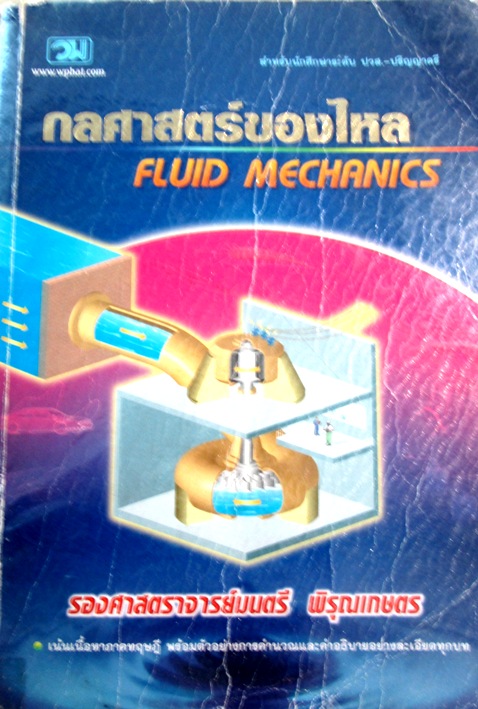 วพ
www.wphat.com
สำหรับนักศึกษาระดับ ปวส.-ปริญญาตรี
กลศาสตร์ของไหล
FLUID MECHANICS
รองศาสตราจารย์มนตรี พิรุณเกษตร
เน้นเนื้อหาภาคทฤษฎี พร้อมตัวอย่างการคำนวณและคำอธิบายอย่างละเอียดทุกบท